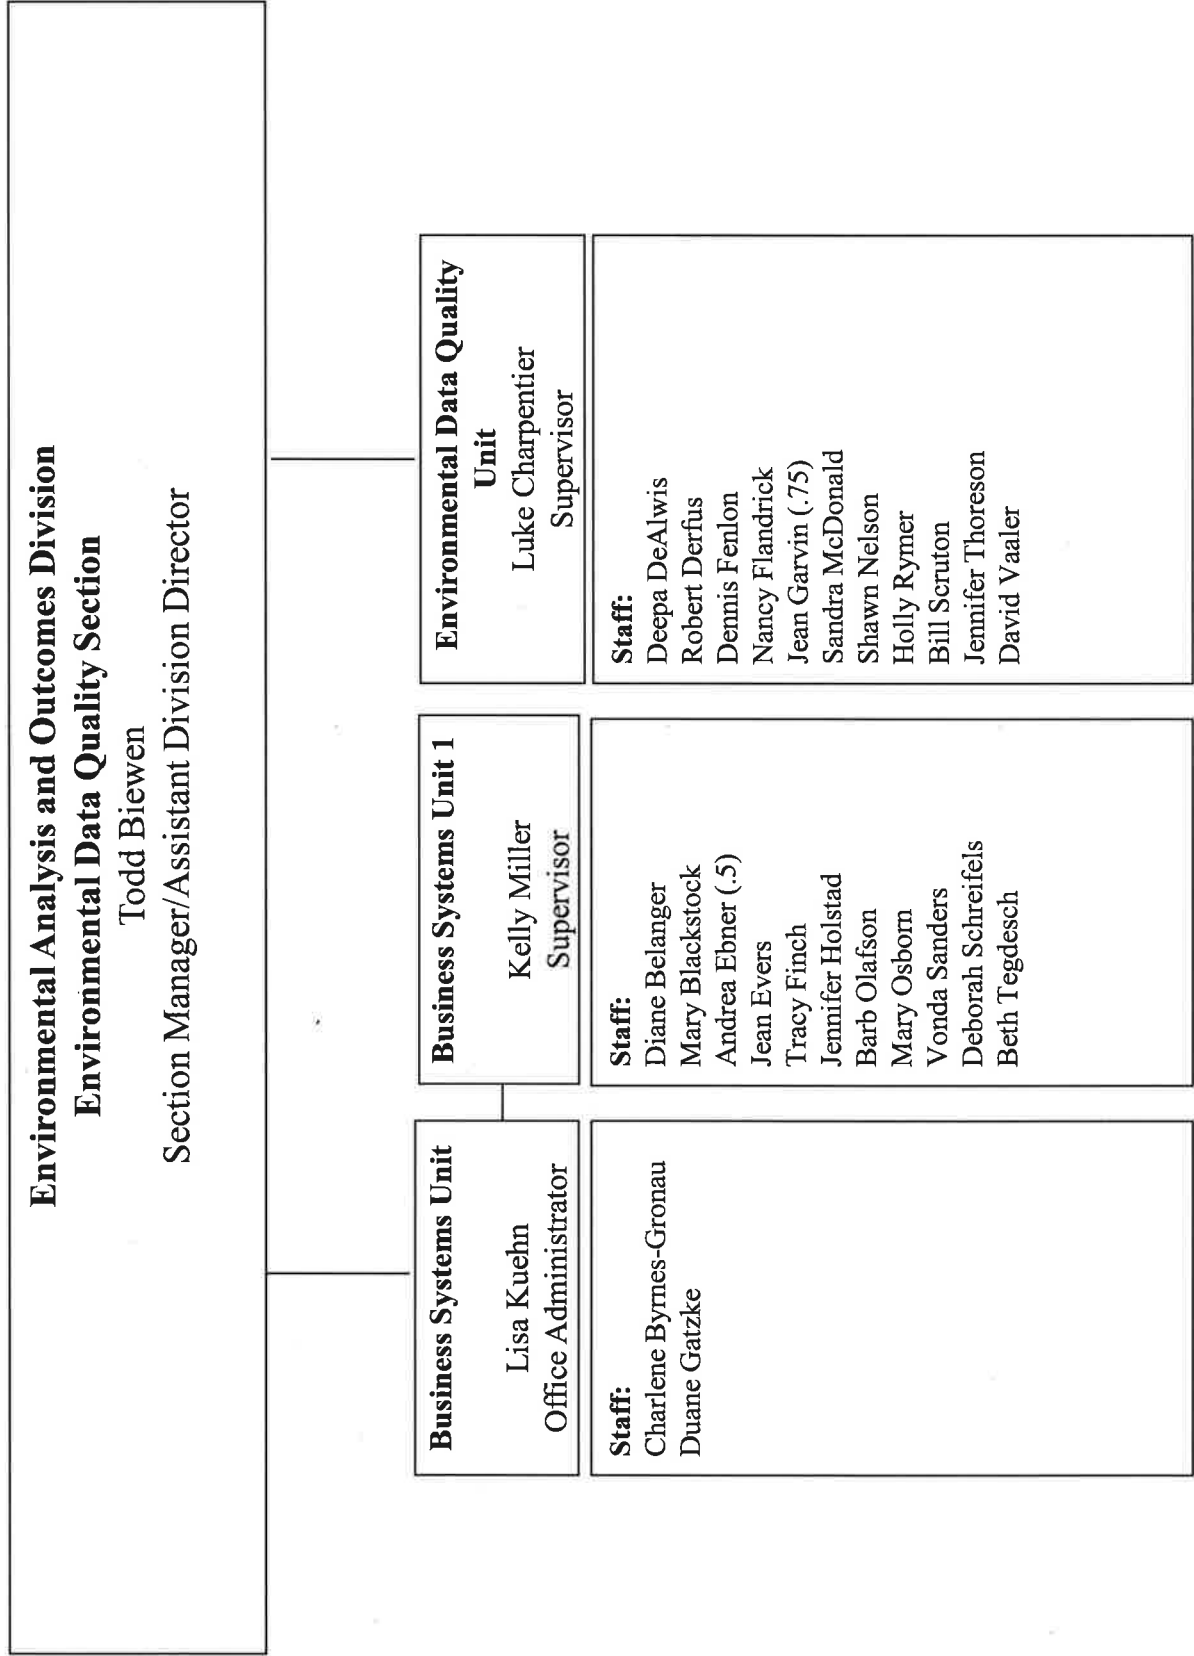 Environmental Analysis and Outcomes Division
Environmental Data Quality Section
Todd Biewen
Section Manager/Assistant Division Director
Business Systems Unit
Lisa Kuehn
Office Administrator
Staff:
Charlene Byrnes-Gronau
Duane Gatzke
Business Systems Unit 1
Kelly Miller
Supervisor
Staff:
Diane Belanger
Mary Blackstock
Andrea Ebner (.5)
Jean Evers
Tracy Finch
Jennifer Holstad
Barb Olafson
Mary Osborn
Vonda Sanders
Deborah Schreifels
Beth Tegdesch
Environmental Data Quality
Unit
Luke Charpentier
Supervisor
Staff:
Deepa DeAlwis
Robert Derfus
Dennis Fenlon
Nancy Flandrick
Jean Garvin (.75)
Sandra McDonald
Shawn Nelson
Holly Rymer
Bill Scruton
Jennifer Thoreson
David Vaaler